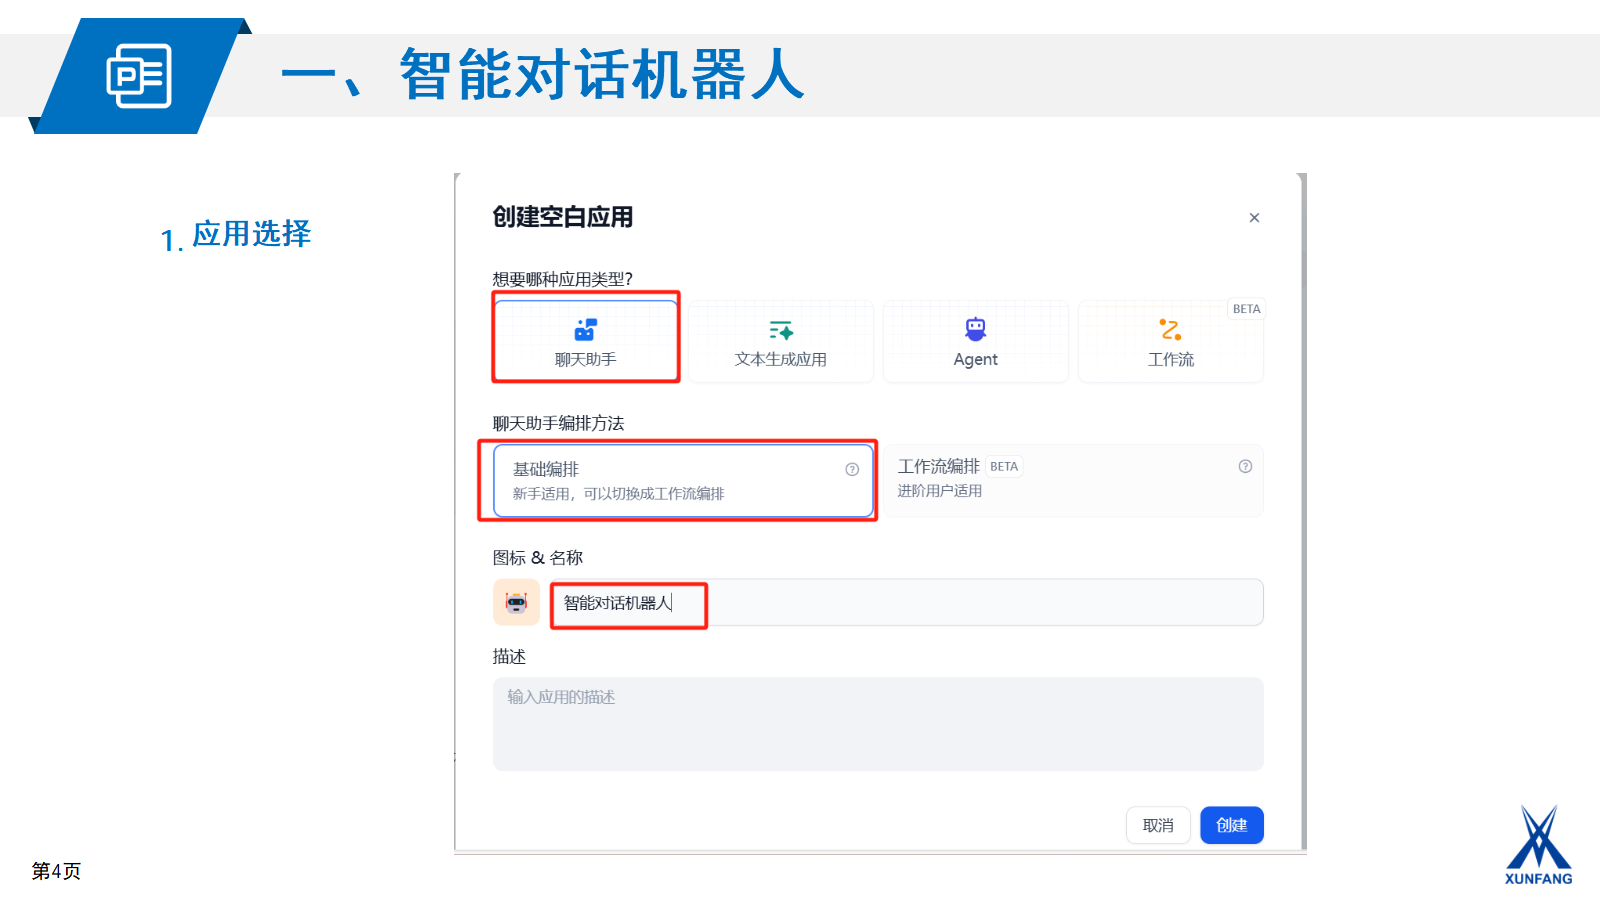 一、智能对话机器人
1. 应用选择
创建空白应用
想要哪种应用类型?
聊天助手
文本生成应用
Agent
工作流
BETA
聊天助手编排方法
基础编排
新手适用，可以切换成工作流编排
工作流编排 BETA
进阶用户适用
图标 & 名称
智能对话机器人
描述
输入应用的描述
取消
创建
第4页
XUNFANG